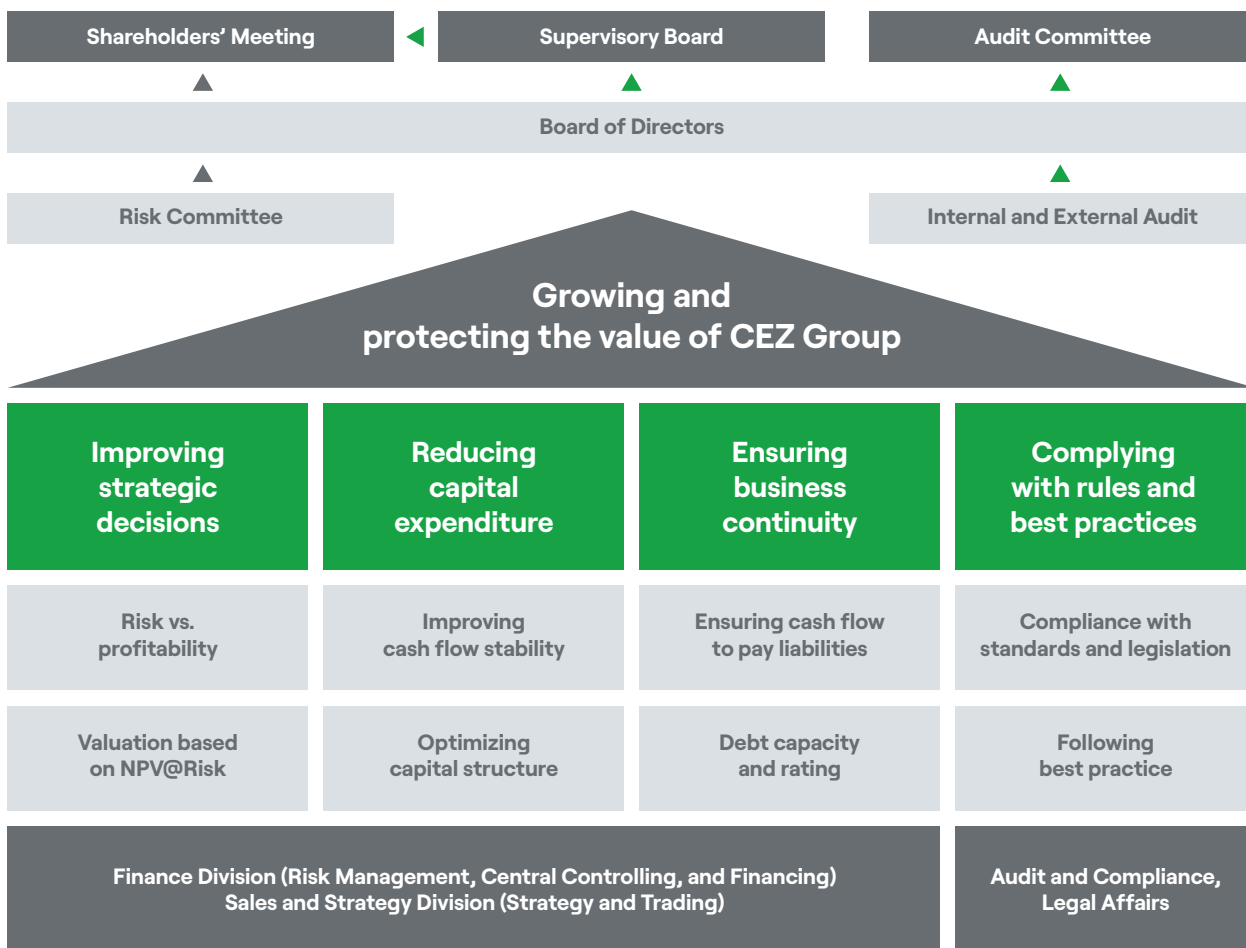 Shareholders’ Meeting
Supervisory Board
Audit Committee
Board of Directors
Risk Committee
Internal and External Audit
Growing and
protecting the value of CEZ Group
Improving
strategic
decisions
Reducing
capital
expenditure
Ensuring
business
continuity
Complying
with rules and
best practices
Risk vs.
profitability
Improving
cash flow stability
Ensuring cash flow
to pay liabilities
Compliance with
standards and legislation
Valuation based
on NPV@Risk
Optimizing
capital structure
Debt capacity
and rating
Following
best practice
Finance Division (Risk Management, Central Controlling, and Financing)
Sales and Strategy Division (Strategy and Trading)
Audit and Compliance,
Legal Affairs